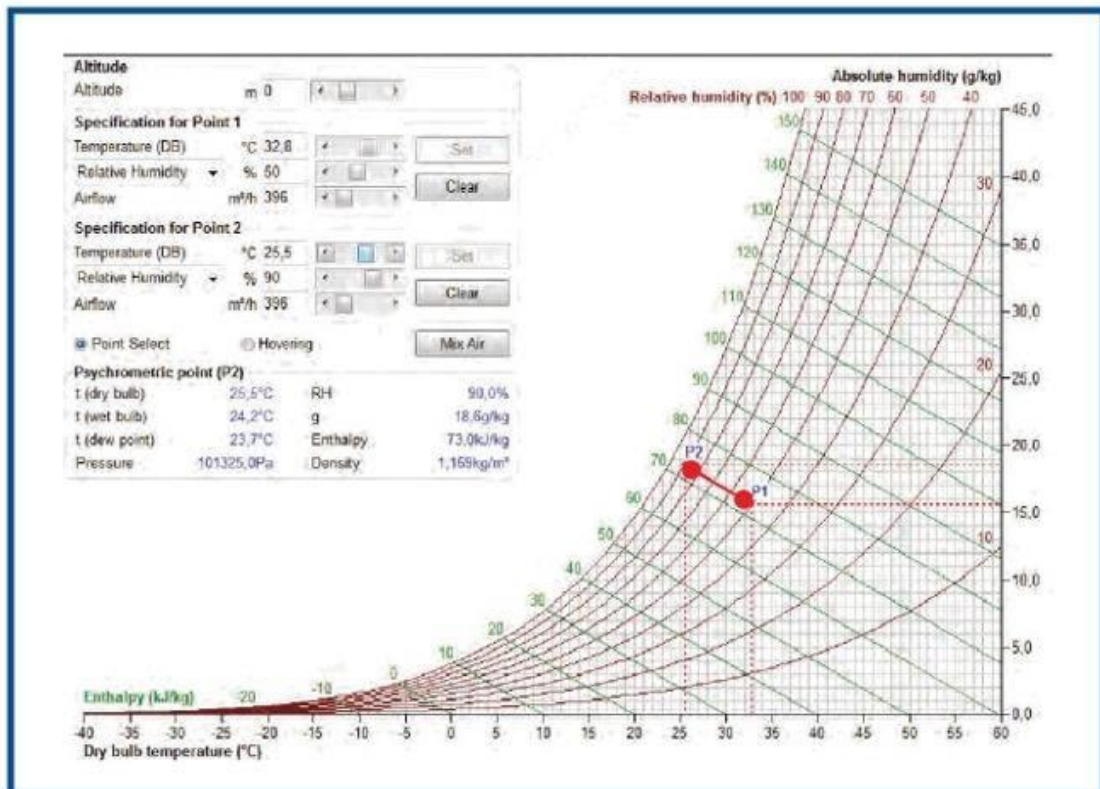 Altitude
Altitude m 0
Specification for Point 1
Temperature (DB) °C 32,8 Set
Relative Humidity % 50
Clear
Airflow m³/h 396
Specification for Point 2
Temperature (DB) °C 25,5 Set
Relative Humidity % 90
Clear
Airflow m³/h 396
Point Select Hovering Mix Air
Psychrometric point (P2)
t (dry bulb) 25,5°C RH 90,0%
t (wet bulb) 24,2°C g 18,6g/kg
t (dew point) 23,7°C Enthalpy 73,0kJ/kg
Pressure 101325,0Pa Density 1,169kg/m³
Absolute humidity (g/kg)
Relative humidity (%) 100 90 80 70 60 50 40
45,0
150
140
40,0
30
130
35,0
120
110
30,0
100
20
25,0
90
80
20,0
P2
70
P1
60
15,0
50
10
40
10,0
30
20
5,0
10
0
-10
-20
Enthalpy (kJ/kg)
0,0
-40 -35 -30 -25 -20 -15 -10 -5 0 5 10 15 20 25 30 35 40 45 50 55 60
Dry bulb temperature (°C)